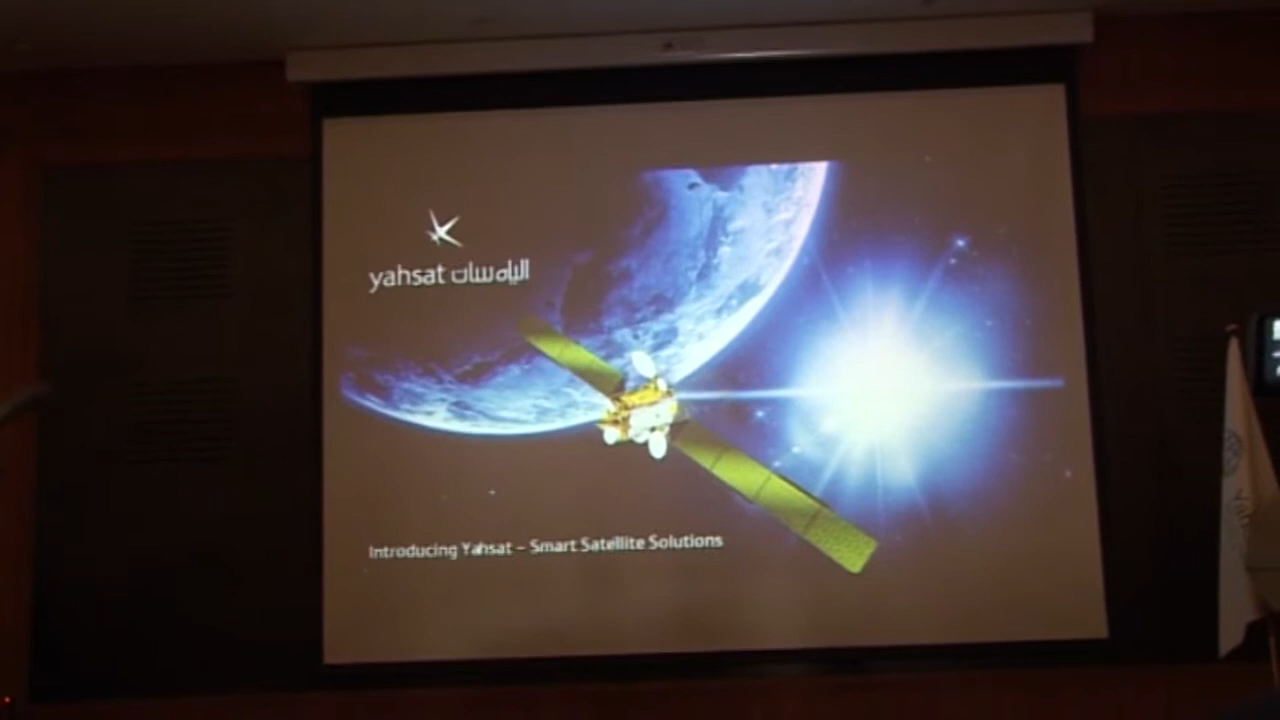 yahsat الياه سات
Introducing Yahsat – Smart Satellite Solutions